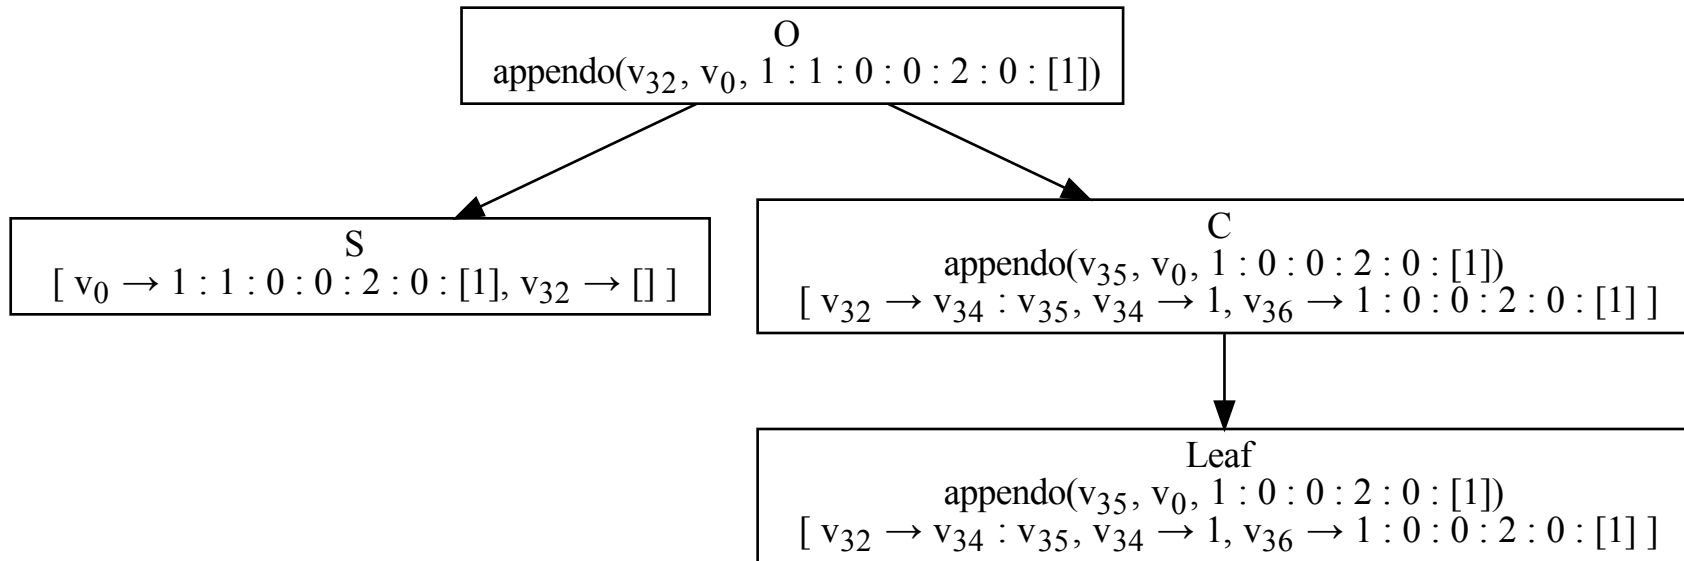 O
appendo(v₃₂, v₀, 1 : 1 : 0 : 0 : 2 : 0 : [1])
S
[ v₀ → 1 : 1 : 0 : 0 : 2 : 0 : [1], v₃₂ → [] ]
C
appendo(v₃₅, v₀, 1 : 0 : 0 : 2 : 0 : [1])
[ v₃₂ → v₃₄ : v₃₅, v₃₄ → 1, v₃₆ → 1 : 0 : 0 : 2 : 0 : [1] ]
Leaf
appendo(v₃₅, v₀, 1 : 0 : 0 : 2 : 0 : [1])
[ v₃₂ → v₃₄ : v₃₅, v₃₄ → 1, v₃₆ → 1 : 0 : 0 : 2 : 0 : [1] ]